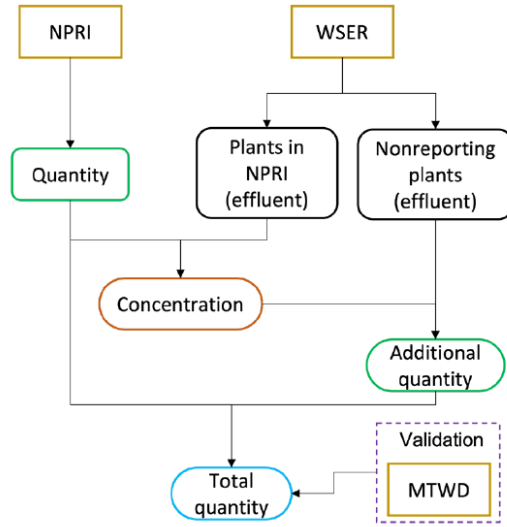 NPRI
WSER
Quantity
Plants in
NPRI
(effluent)
Nonreporting
plants
(effluent)
Concentration
Additional
quantity
Total
quantity
Validation
MTWD